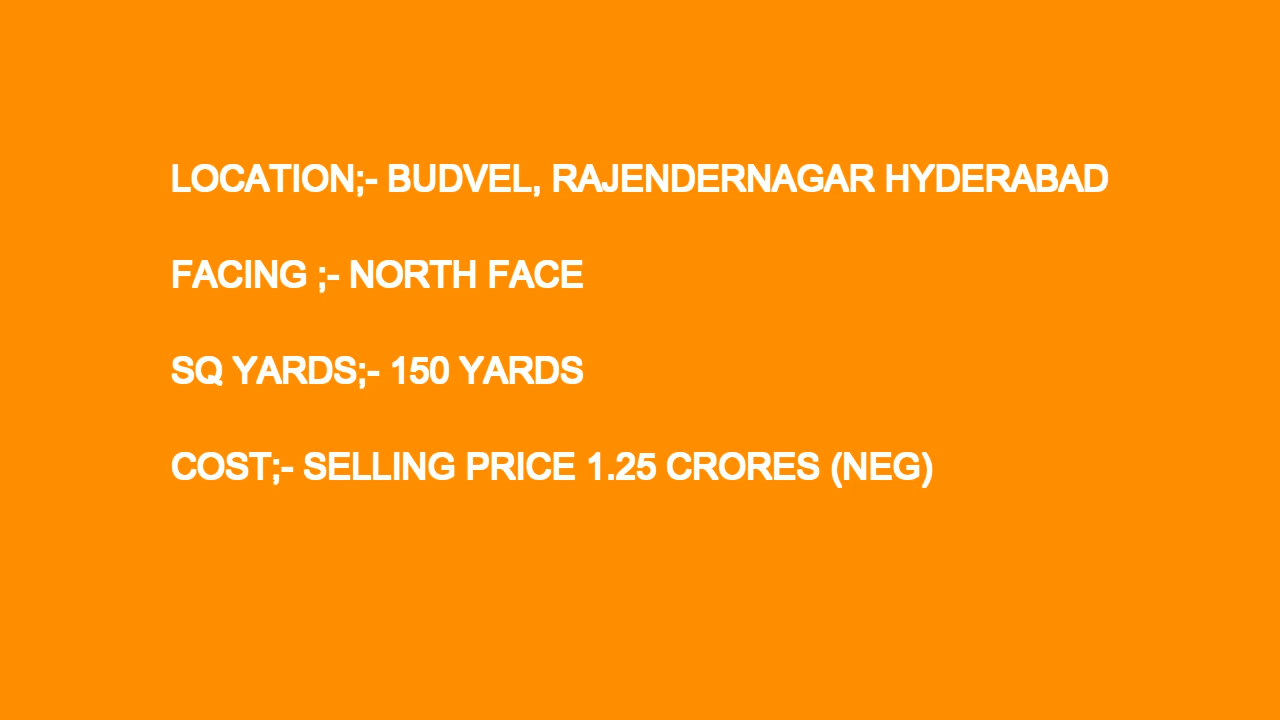 LOCATION;- BUDVEL, RAJENDERNAGAR HYDERABAD
FACING ;- NORTH FACE
SQ YARDS;- 150 YARDS
COST;- SELLING PRICE 1.25 CRORES (NEG)